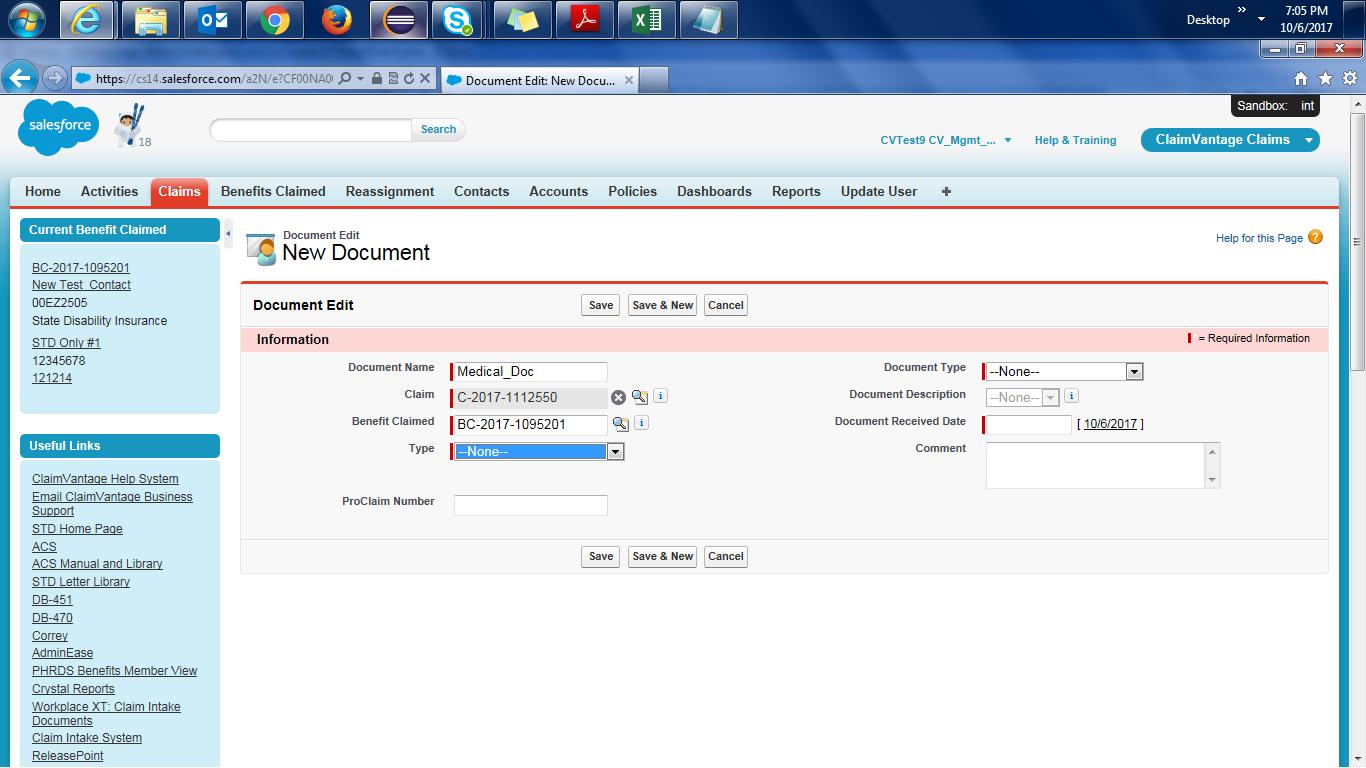 Desktop
7:05 PM
10/6/2017
https://cs14.salesforce.com/a2N/e?CF00NA0
Document Edit: New Docu...
salesforce
18
Search
Sandbox: int
CVTest9 CV_Mgmt_...
Help & Training
ClaimVantage Claims
Home Activities Claims Benefits Claimed Reassignment Contacts Accounts Policies Dashboards Reports Update User +
Current Benefit Claimed
BC-2017-1095201
New Test_Contact
00EZ2505
State Disability Insurance
STD Only #1
12345678
121214
Useful Links
ClaimVantage Help System
Email ClaimVantage Business
Support
STD Home Page
ACS
ACS Manual and Library
STD Letter Library
DB-451
DB-470
Correy
AdminEase
PHRDS Benefits Member View
Crystal Reports
Workplace XT: Claim Intake
Documents
Claim Intake System
ReleasePoint
Document Edit
New Document
Help for this Page ?
Document Edit
Save Save & New Cancel
Information
= Required Information
Document Name Medical_Doc
Document Type --None--
Claim C-2017-1112550
Document Description --None--
Benefit Claimed BC-2017-1095201
Document Received Date [ 10/6/2017 ]
Type --None--
Comment
ProClaim Number
Save Save & New Cancel